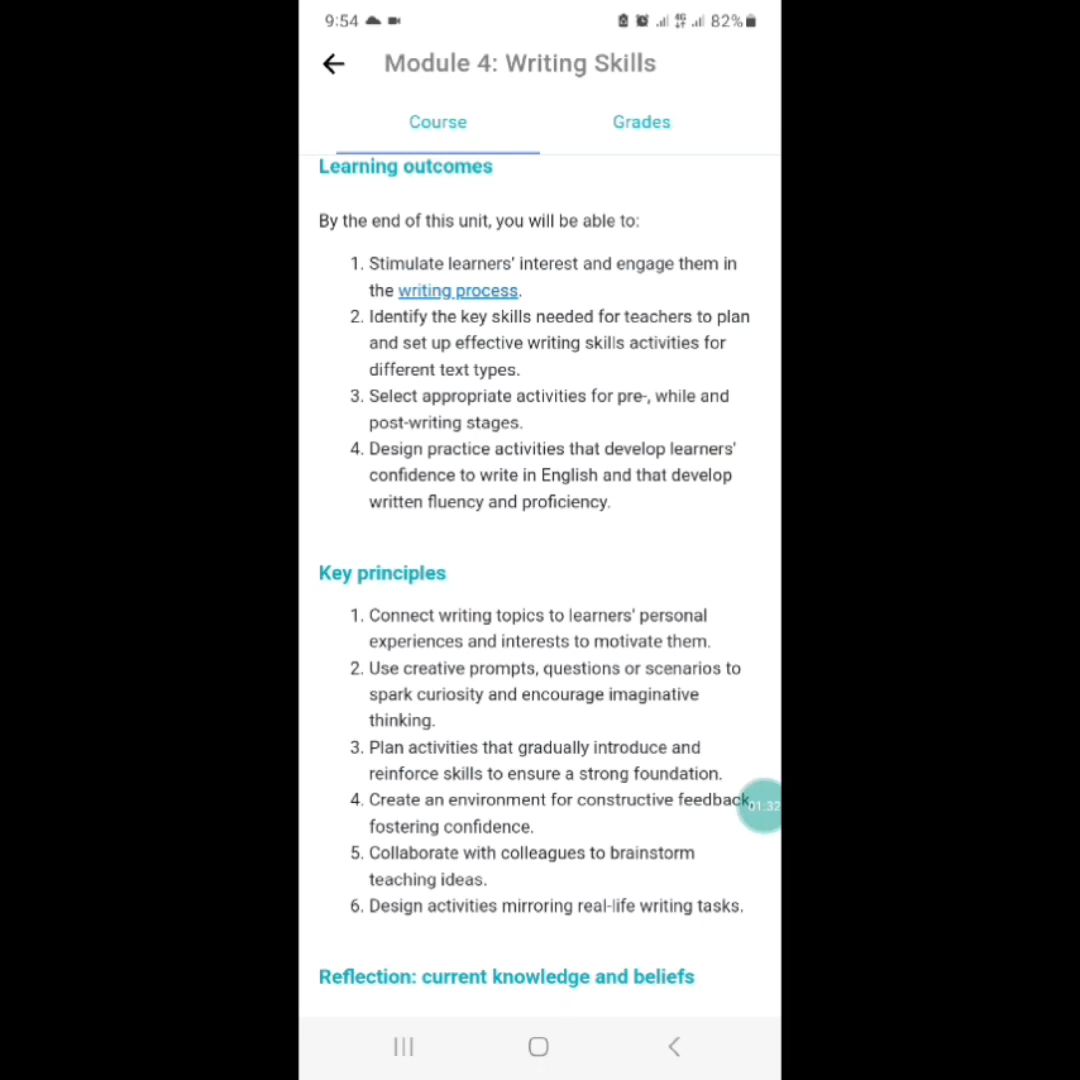 9:54 4G 82%
Module 4: Writing Skills
Course Grades
Learning outcomes
By the end of this unit, you will be able to:
1. Stimulate learners' interest and engage them in
the writing process.
2. Identify the key skills needed for teachers to plan
and set up effective writing skills activities for
different text types.
3. Select appropriate activities for pre-, while and
post-writing stages.
4. Design practice activities that develop learners'
confidence to write in English and that develop
written fluency and proficiency.
Key principles
1. Connect writing topics to learners' personal
experiences and interests to motivate them.
2. Use creative prompts, questions or scenarios to
spark curiosity and encourage imaginative
thinking.
3. Plan activities that gradually introduce and
reinforce skills to ensure a strong foundation.
4. Create an environment for constructive feedback
01:32
fostering confidence.
5. Collaborate with colleagues to brainstorm
teaching ideas.
6. Design activities mirroring real-life writing tasks.
Reflection: current knowledge and beliefs